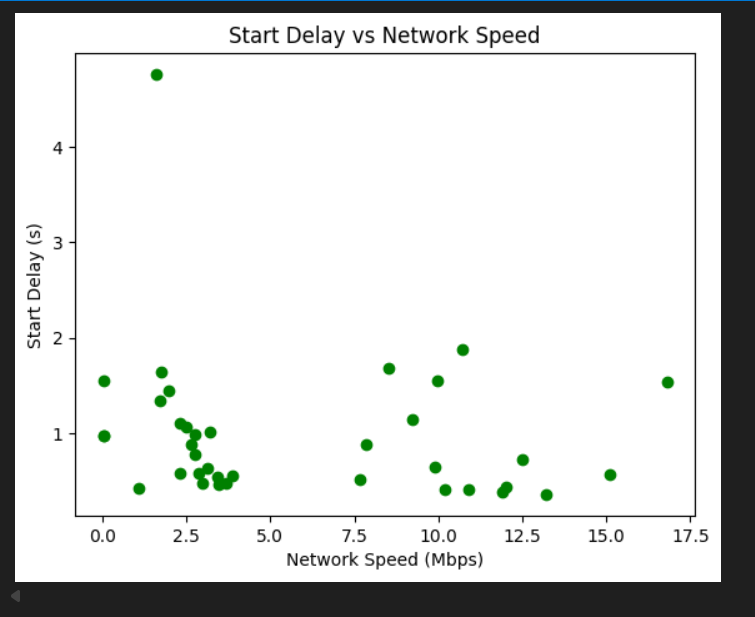 Start Delay vs Network Speed
Start Delay (s)
4
3
2
1
0.0 2.5 5.0 7.5 10.0 12.5 15.0 17.5
Network Speed (Mbps)